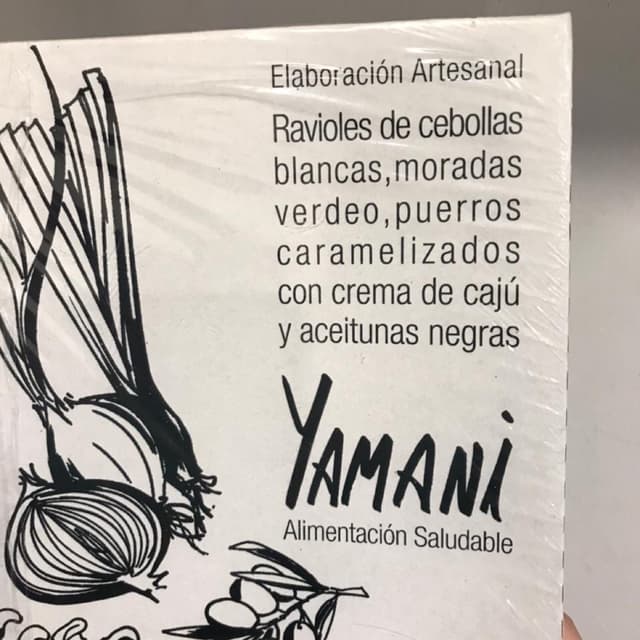 Elaboración Artesanal
Ravioles de cebollas
blancas,moradas
verdeo,puerros
caramelizados
con crema de cajú
y aceitunas negras
YAMANi
Alimentación Saludable